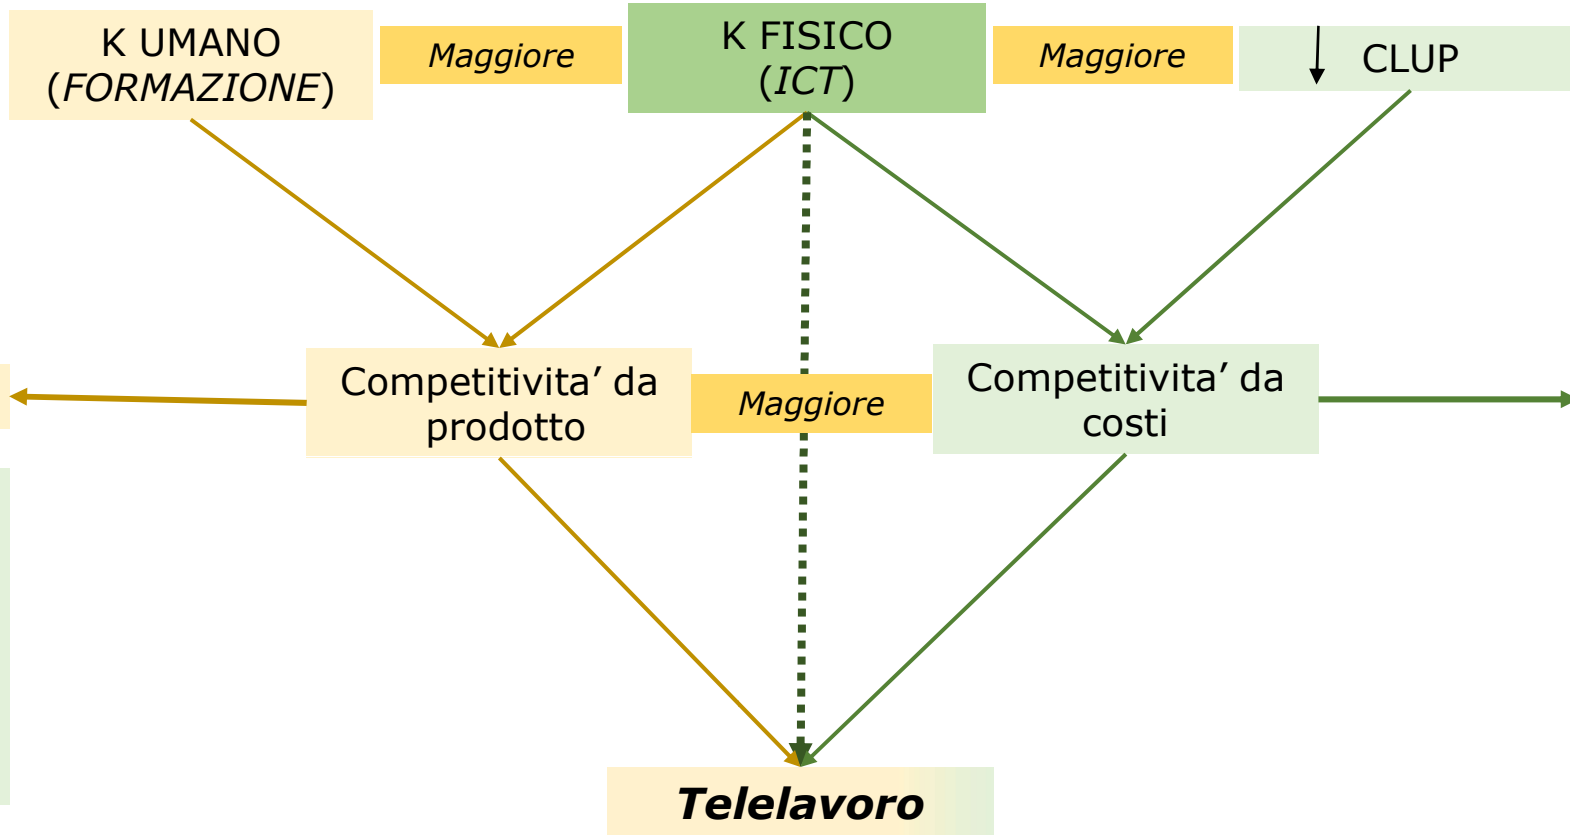 K UMANO
(FORMAZIONE)
Maggiore
K FISICO
(ICT)
Maggiore
CLUP
Competitivita’ da
prodotto
Maggiore
Competitivita’ da
costi
Telelavoro